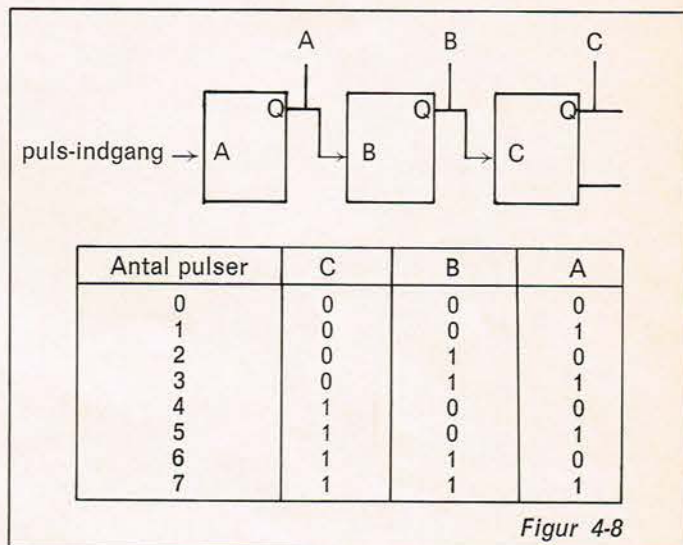 A B C
Q Q Q
puls-indgang → A B C
Antal pulser C B A
0 0 0 0
1 0 0 1
2 0 1 0
3 0 1 1
4 1 0 0
5 1 0 1
6 1 1 0
7 1 1 1
Figur 4-8